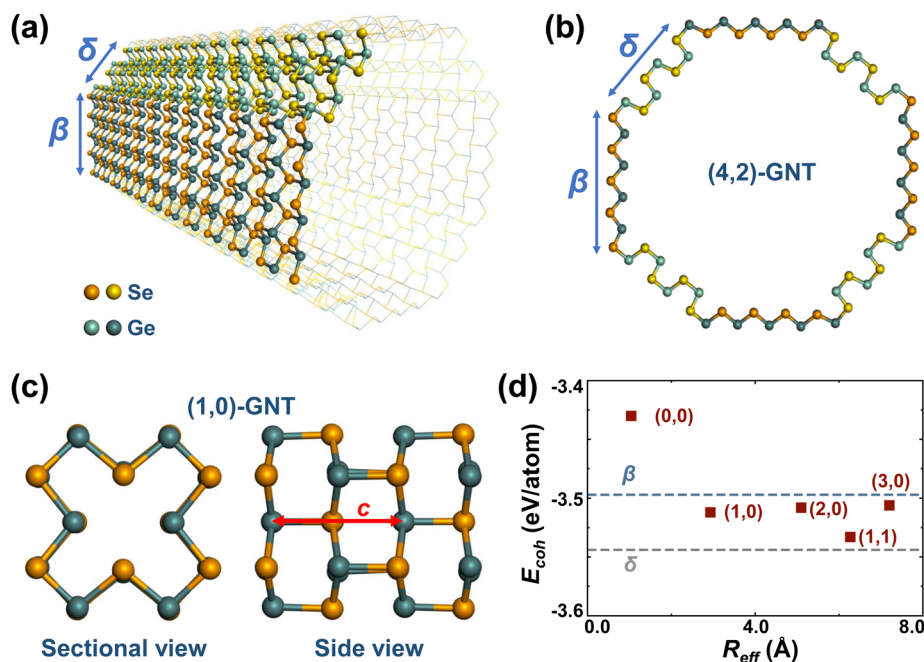 (a)
δ
β
Se
Ge
(b)
δ
β
(4,2)-GNT
(c)
(1,0)-GNT
c
Sectional view
Side view
(d)
-3.4
-3.5
-3.6
E_coh (eV/atom)
(0,0)
β
(1,0)
(2,0)
(3,0)
(1,1)
δ
0.0
4.0
8.0
R_eff (Å)